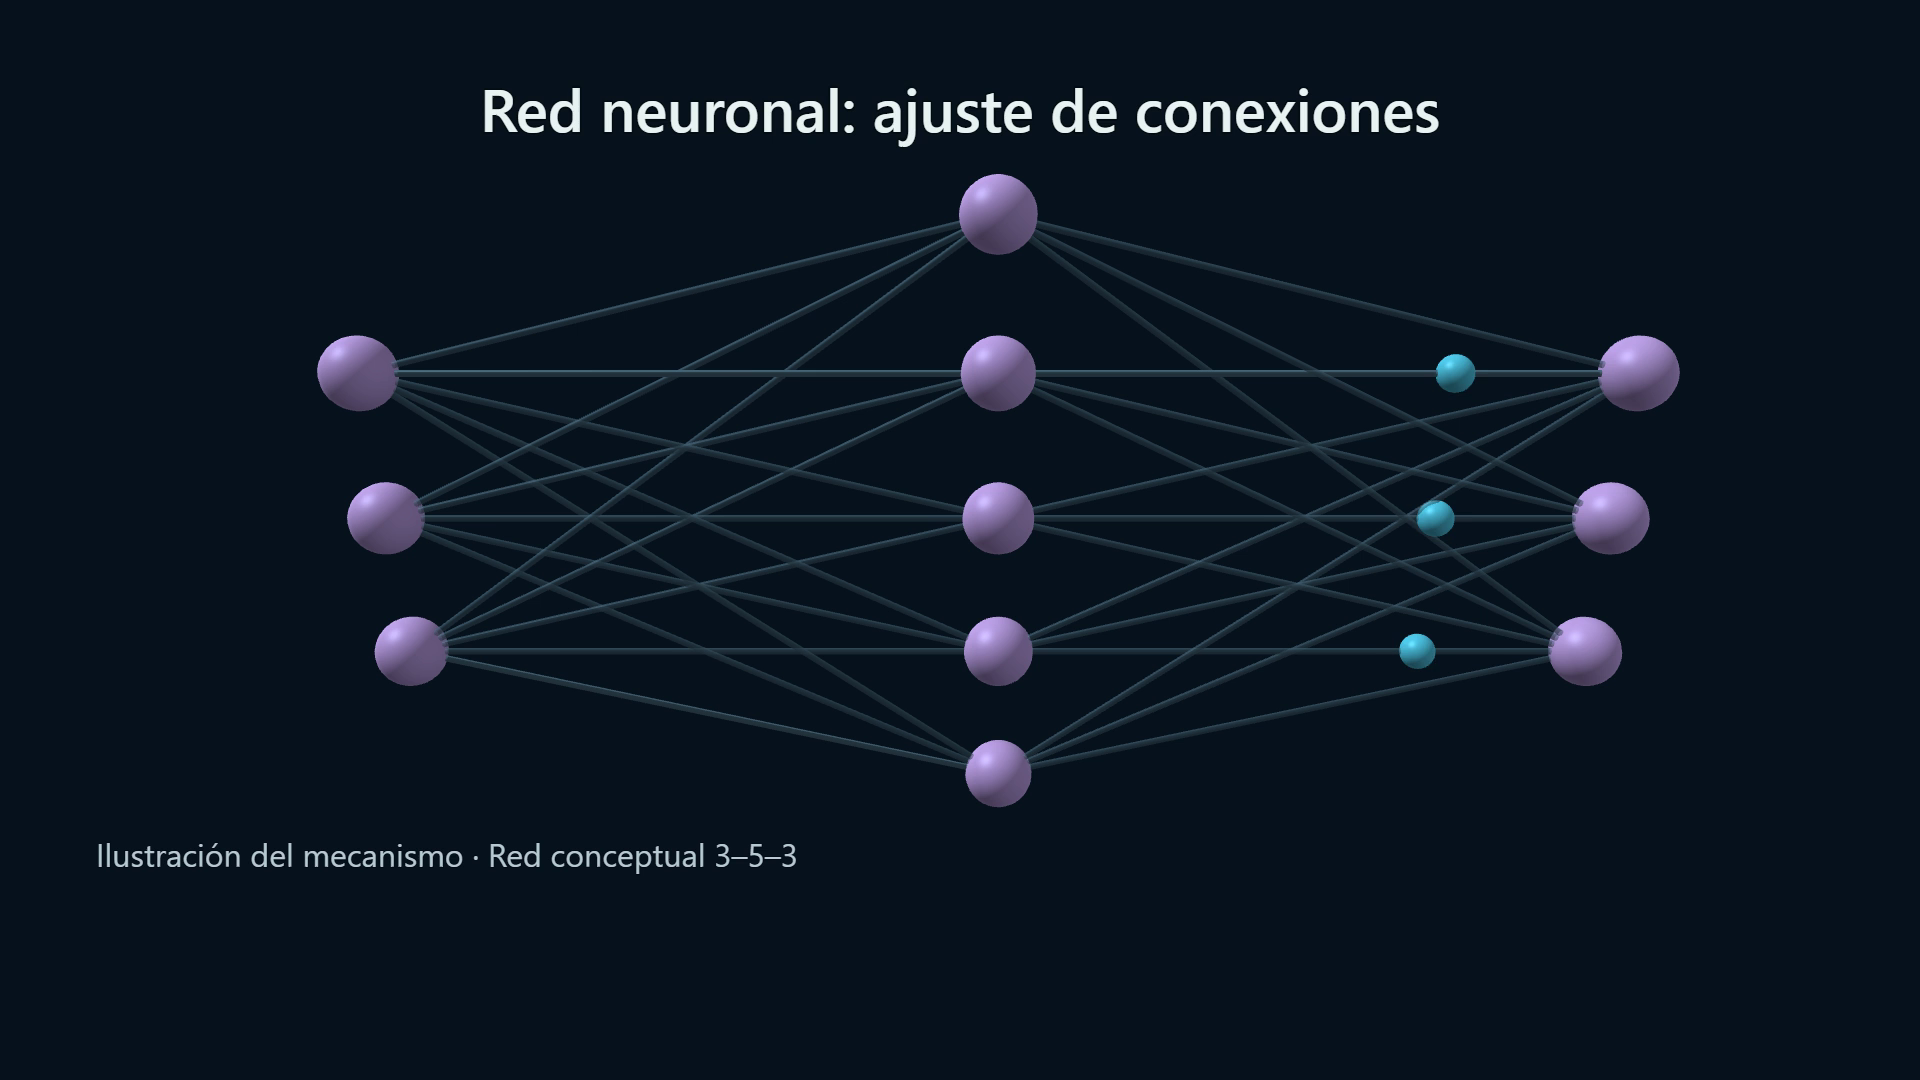 Red neuronal: ajuste de conexiones
Ilustración del mecanismo · Red conceptual 3–5–3